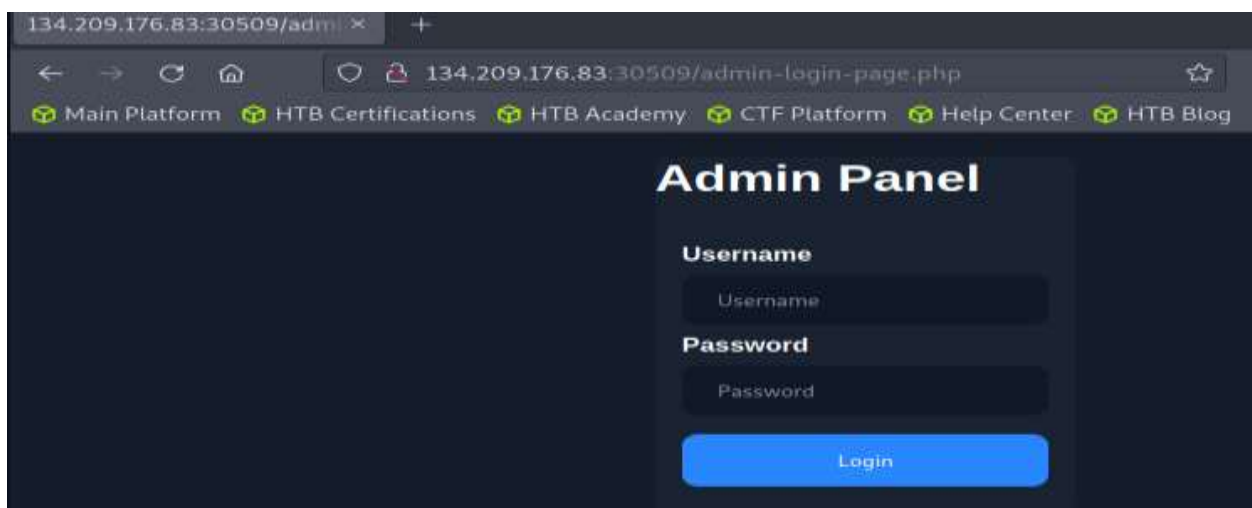 134.209.176.83:30509/adm
134.209.176.83:30509/admin-login-page.php
Main Platform HTB Certifications HTB Academy CTF Platform Help Center HTB Blog
Admin Panel
Username
Username
Password
Password
Login